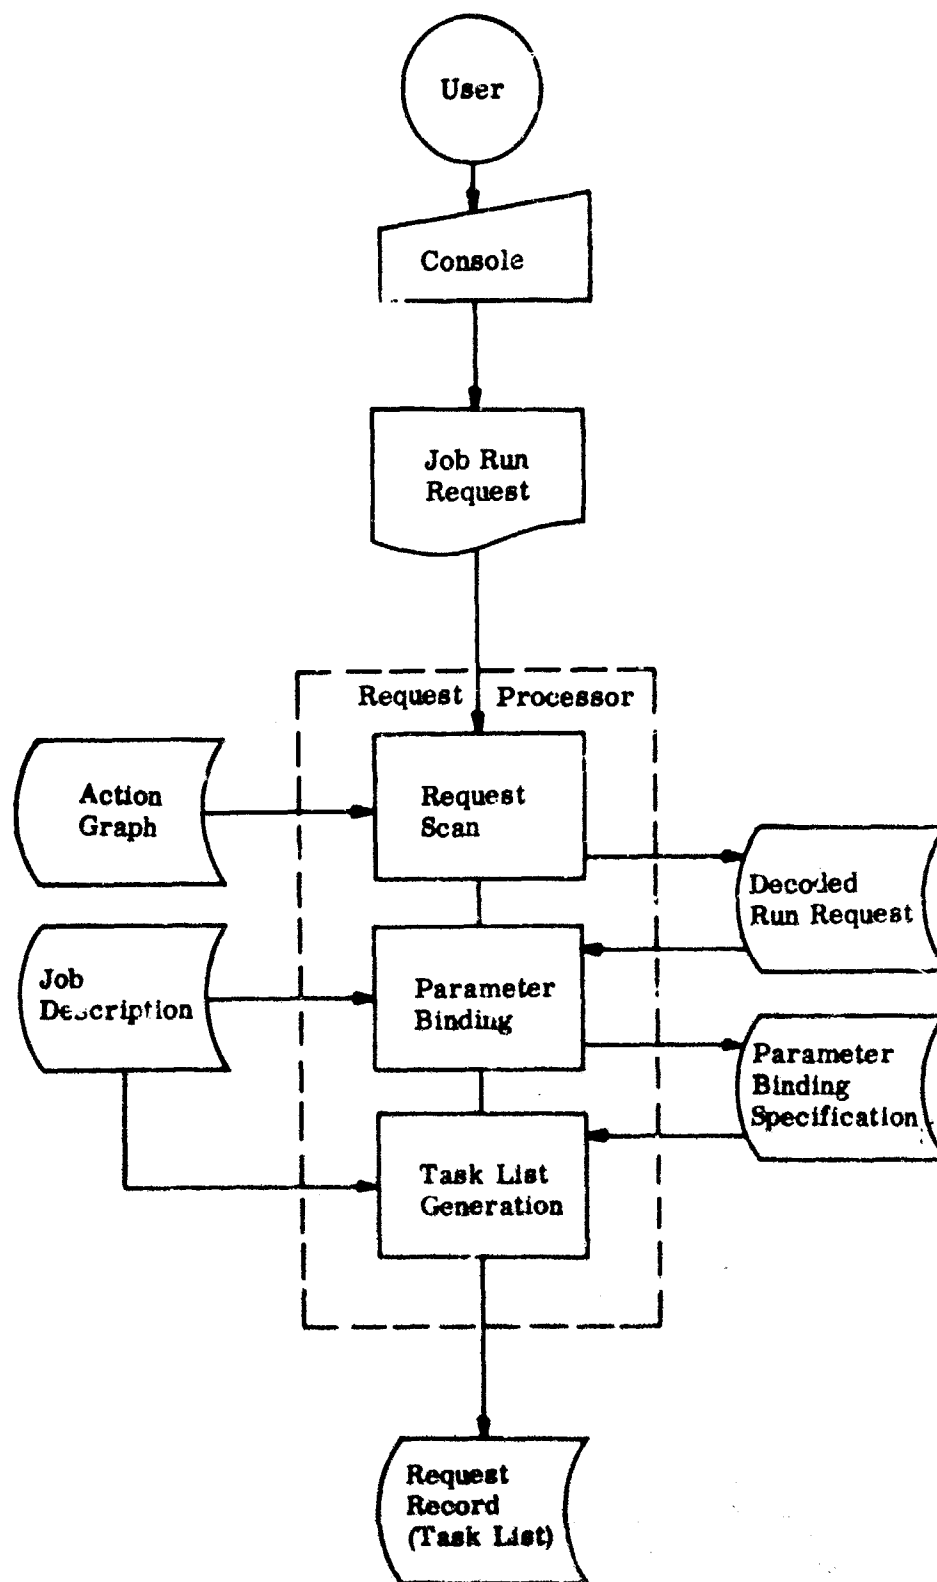 User
Console
Job Run
Request
Request Processor
Action
Graph
Request
Scan
Decoded
Run Request
Job
Description
Parameter
Binding
Parameter
Binding
Specification
Task List
Generation
Request
Record
(Task List)